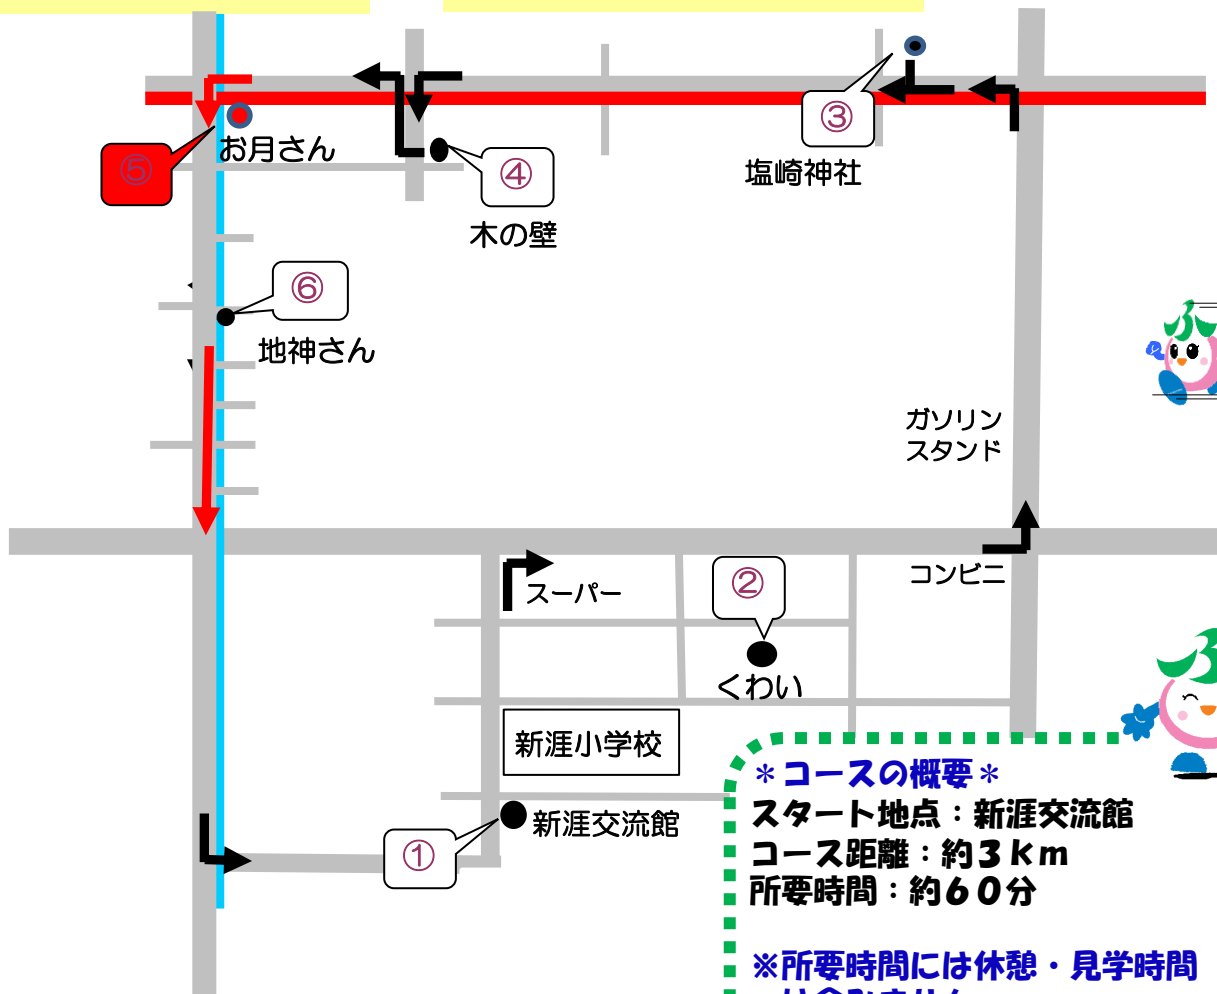 ③
お月さん
⑤
④
塩崎神社
木の壁
⑥
地神さん
ふ
ガソリン
スタンド
コンビニ
②
スーパー
くわい
新涯小学校
①
新涯交流館
＊コースの概要＊
スタート地点：新涯交流館
コース距離：約３ｋｍ
所要時間：約６０分
※所要時間には休憩・見学時間